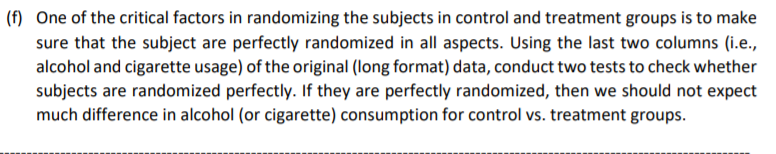 (f) One of the critical factors in randomizing the subjects in control and treatment groups is to make
sure that the subject are perfectly randomized in all aspects. Using the last two columns (i.e.,
alcohol and cigarette usage) of the original (long format) data, conduct two tests to check whether
subjects are randomized perfectly. If they are perfectly randomized, then we should not expect
much difference in alcohol (or cigarette) consumption for control vs. treatment groups.